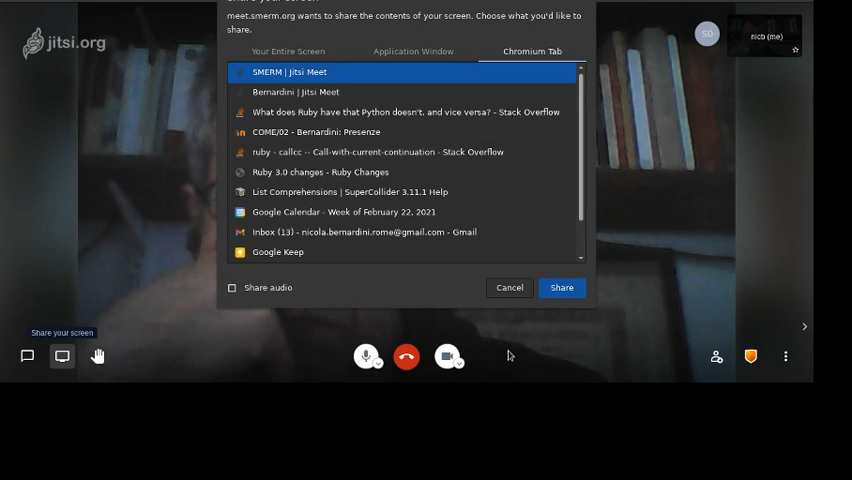 meet.smerm.org wants to share the contents of your screen. Choose what you'd like to
share.
jitsi.org
SD
nicb (me)
Your Entire Screen
Application Window
Chromium Tab
SMERM | Jitsi Meet
Bernardini | Jitsi Meet
What does Ruby have that Python doesn't, and vice versa? - Stack Overflow
COME/02 - Bernardini: Presenze
ruby - callcc -- Call-with-current-continuation - Stack Overflow
Ruby 3.0 changes - Ruby Changes
List Comprehensions | SuperCollider 3.11.1 Help
Google Calendar - Week of February 22, 2021
Inbox (13) - nicola.bernardini.rome@gmail.com - Gmail
Google Keep
Share audio
Cancel
Share
Share your screen